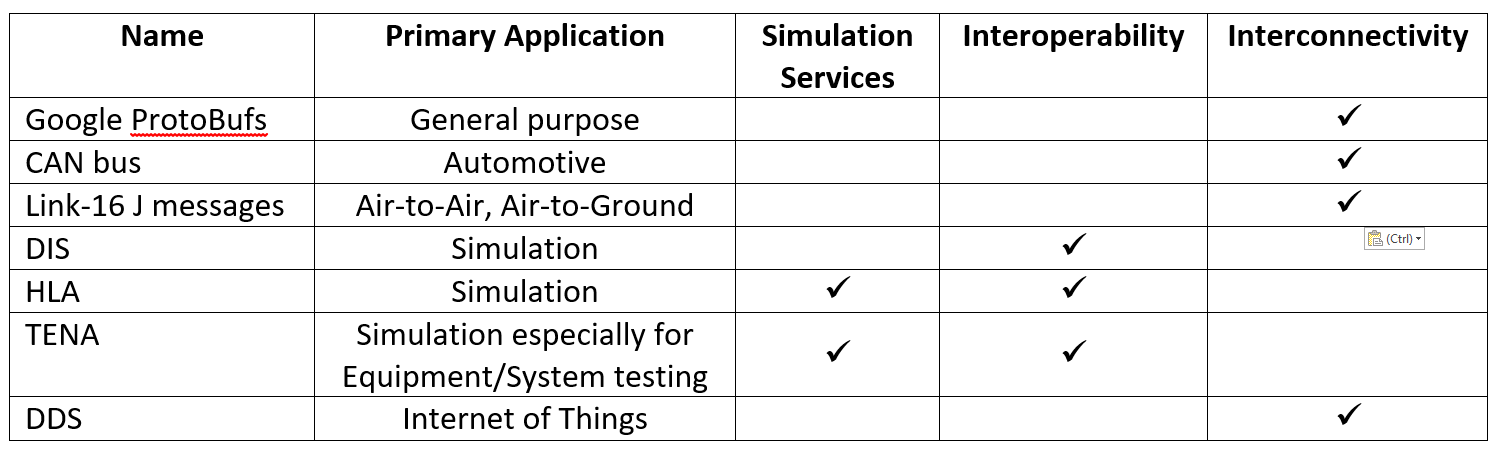 Name Primary Application Simulation Interoperability Interconnectivity
Services
Google ProtoBufs General purpose ✓
CAN bus Automotive ✓
Link-16 J messages Air-to-Air, Air-to-Ground ✓
DIS Simulation ✓ (Ctrl)
HLA Simulation ✓ ✓
TENA Simulation especially for ✓ ✓
Equipment/System testing
DDS Internet of Things ✓